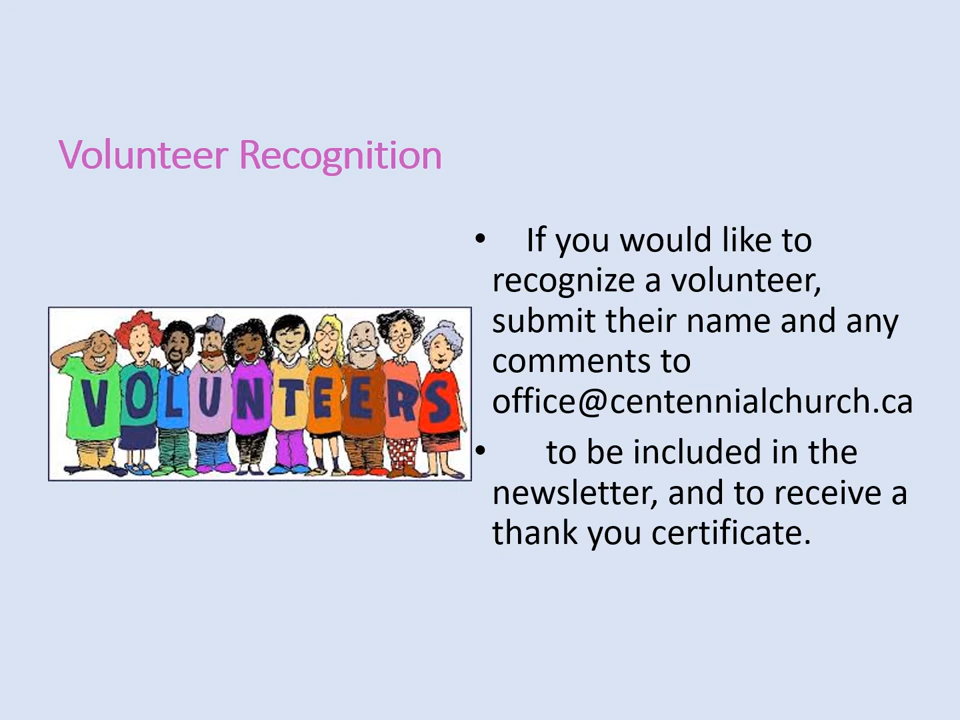 Volunteer Recognition
VOLUNTEERS
• If you would like to
recognize a volunteer,
submit their name and any
comments to
office@centennialchurch.ca
• to be included in the
newsletter, and to receive a
thank you certificate.